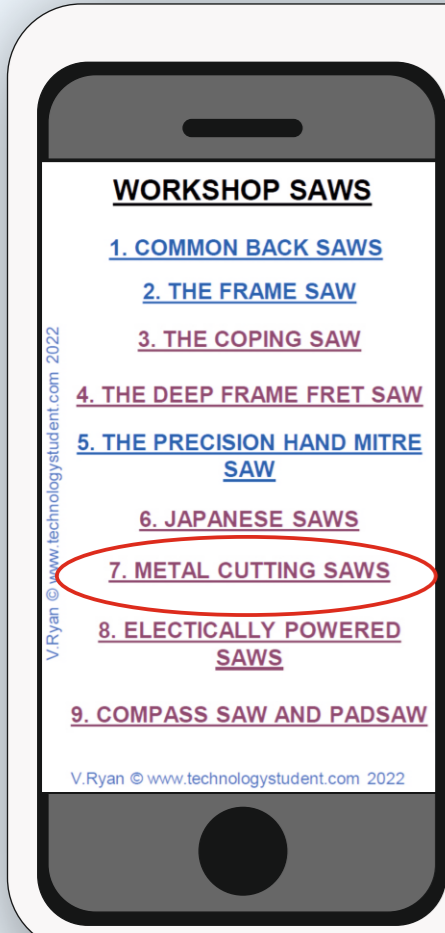 WORKSHOP SAWS
1. COMMON BACK SAWS
2. THE FRAME SAW
3. THE COPING SAW
4. THE DEEP FRAME FRET SAW
5. THE PRECISION HAND MITRE
SAW
6. JAPANESE SAWS
7. METAL CUTTING SAWS
8. ELECTICALLY POWERED
SAWS
9. COMPASS SAW AND PADSAW
V.Ryan © www.technologystudent.com 2022
V.Ryan © www.technologystudent.com 2022